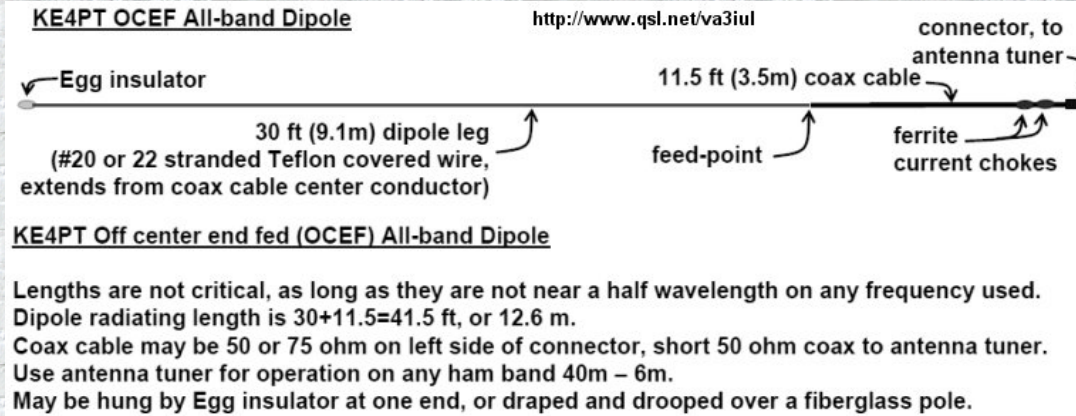 KE4PT OCEF All-band Dipole
http://www.qsl.net/va3iul
connector, to
antenna tuner
Egg insulator
11.5 ft (3.5m) coax cable
30 ft (9.1m) dipole leg
(#20 or 22 stranded Teflon covered wire,
extends from coax cable center conductor)
feed-point
ferrite
current chokes
KE4PT Off center end fed (OCEF) All-band Dipole
Lengths are not critical, as long as they are not near a half wavelength on any frequency used.
Dipole radiating length is 30+11.5=41.5 ft, or 12.6 m.
Coax cable may be 50 or 75 ohm on left side of connector, short 50 ohm coax to antenna tuner.
Use antenna tuner for operation on any ham band 40m – 6m.
May be hung by Egg insulator at one end, or draped and drooped over a fiberglass pole.